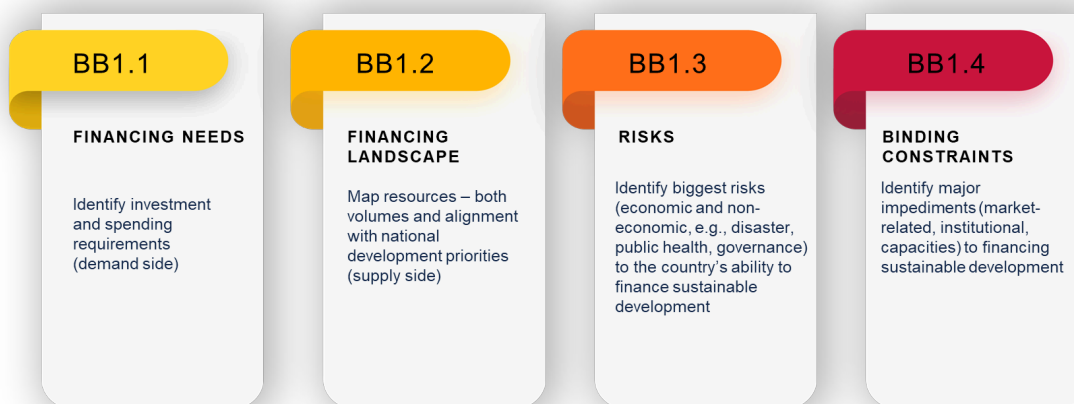 BB1.1
FINANCING NEEDS
Identify investment
and spending
requirements
(demand side)
BB1.2
FINANCING
LANDSCAPE
Map resources – both
volumes and alignment
with national
development priorities
(supply side)
BB1.3
RISKS
Identify biggest risks
(economic and non-
economic, e.g., disaster,
public health, governance)
to the country’s ability to
finance sustainable
development
BB1.4
BINDING
CONSTRAINTS
Identify major
impediments (market-
related, institutional,
capacities) to financing
sustainable development